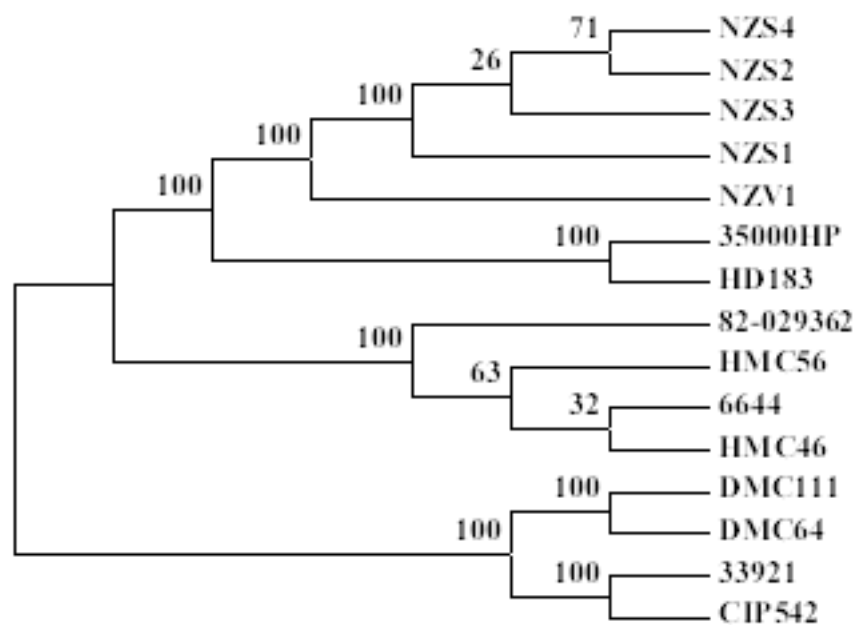 71
NZS4
26
NZS2
100
NZS3
100
NZS1
100
NZV1
100
35000HP
HD183
100
82-029362
63
HMC56
32
6644
HMC46
100
DMC111
100
DMC64
100
33921
CIP542